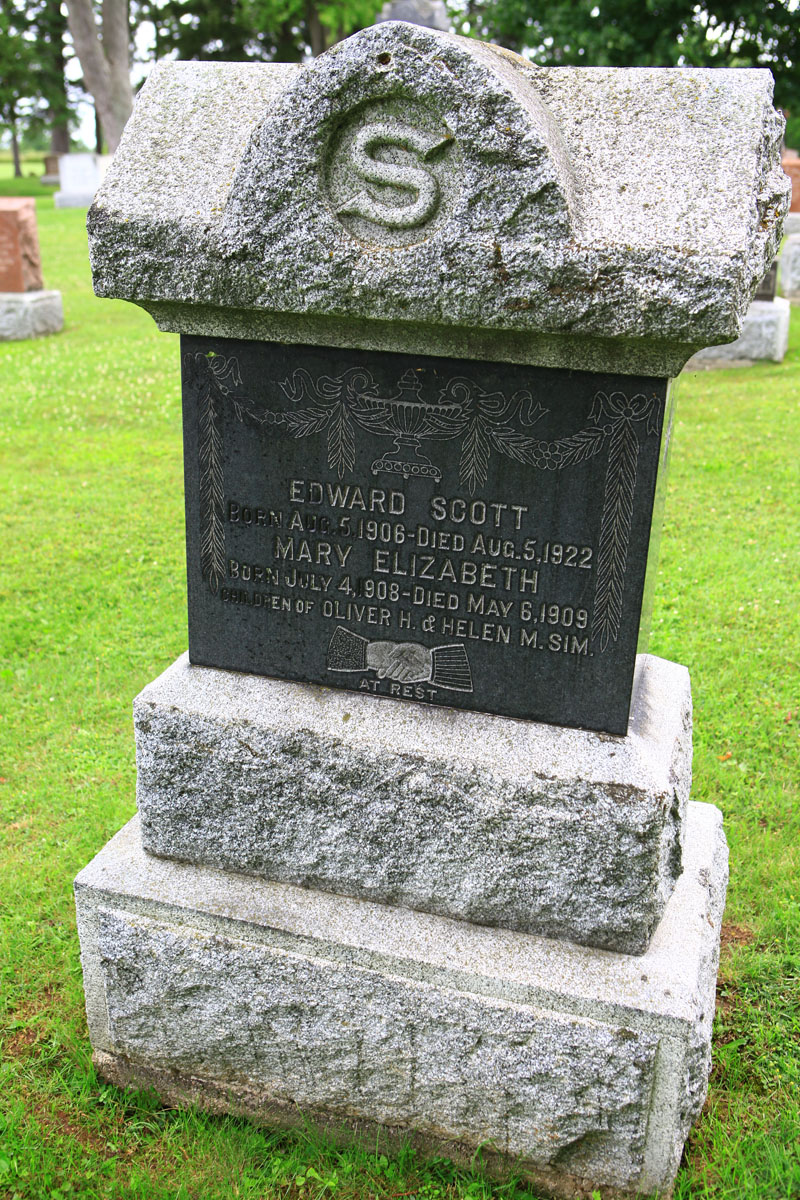 S
EDWARD SCOTT
BORN AUG. 5, 1906 - DIED AUG. 5, 1922
MARY ELIZABETH
BORN JULY 4, 1908 - DIED MAY 6, 1909
CHILDREN OF OLIVER H. & HELEN M. SIM.
AT REST